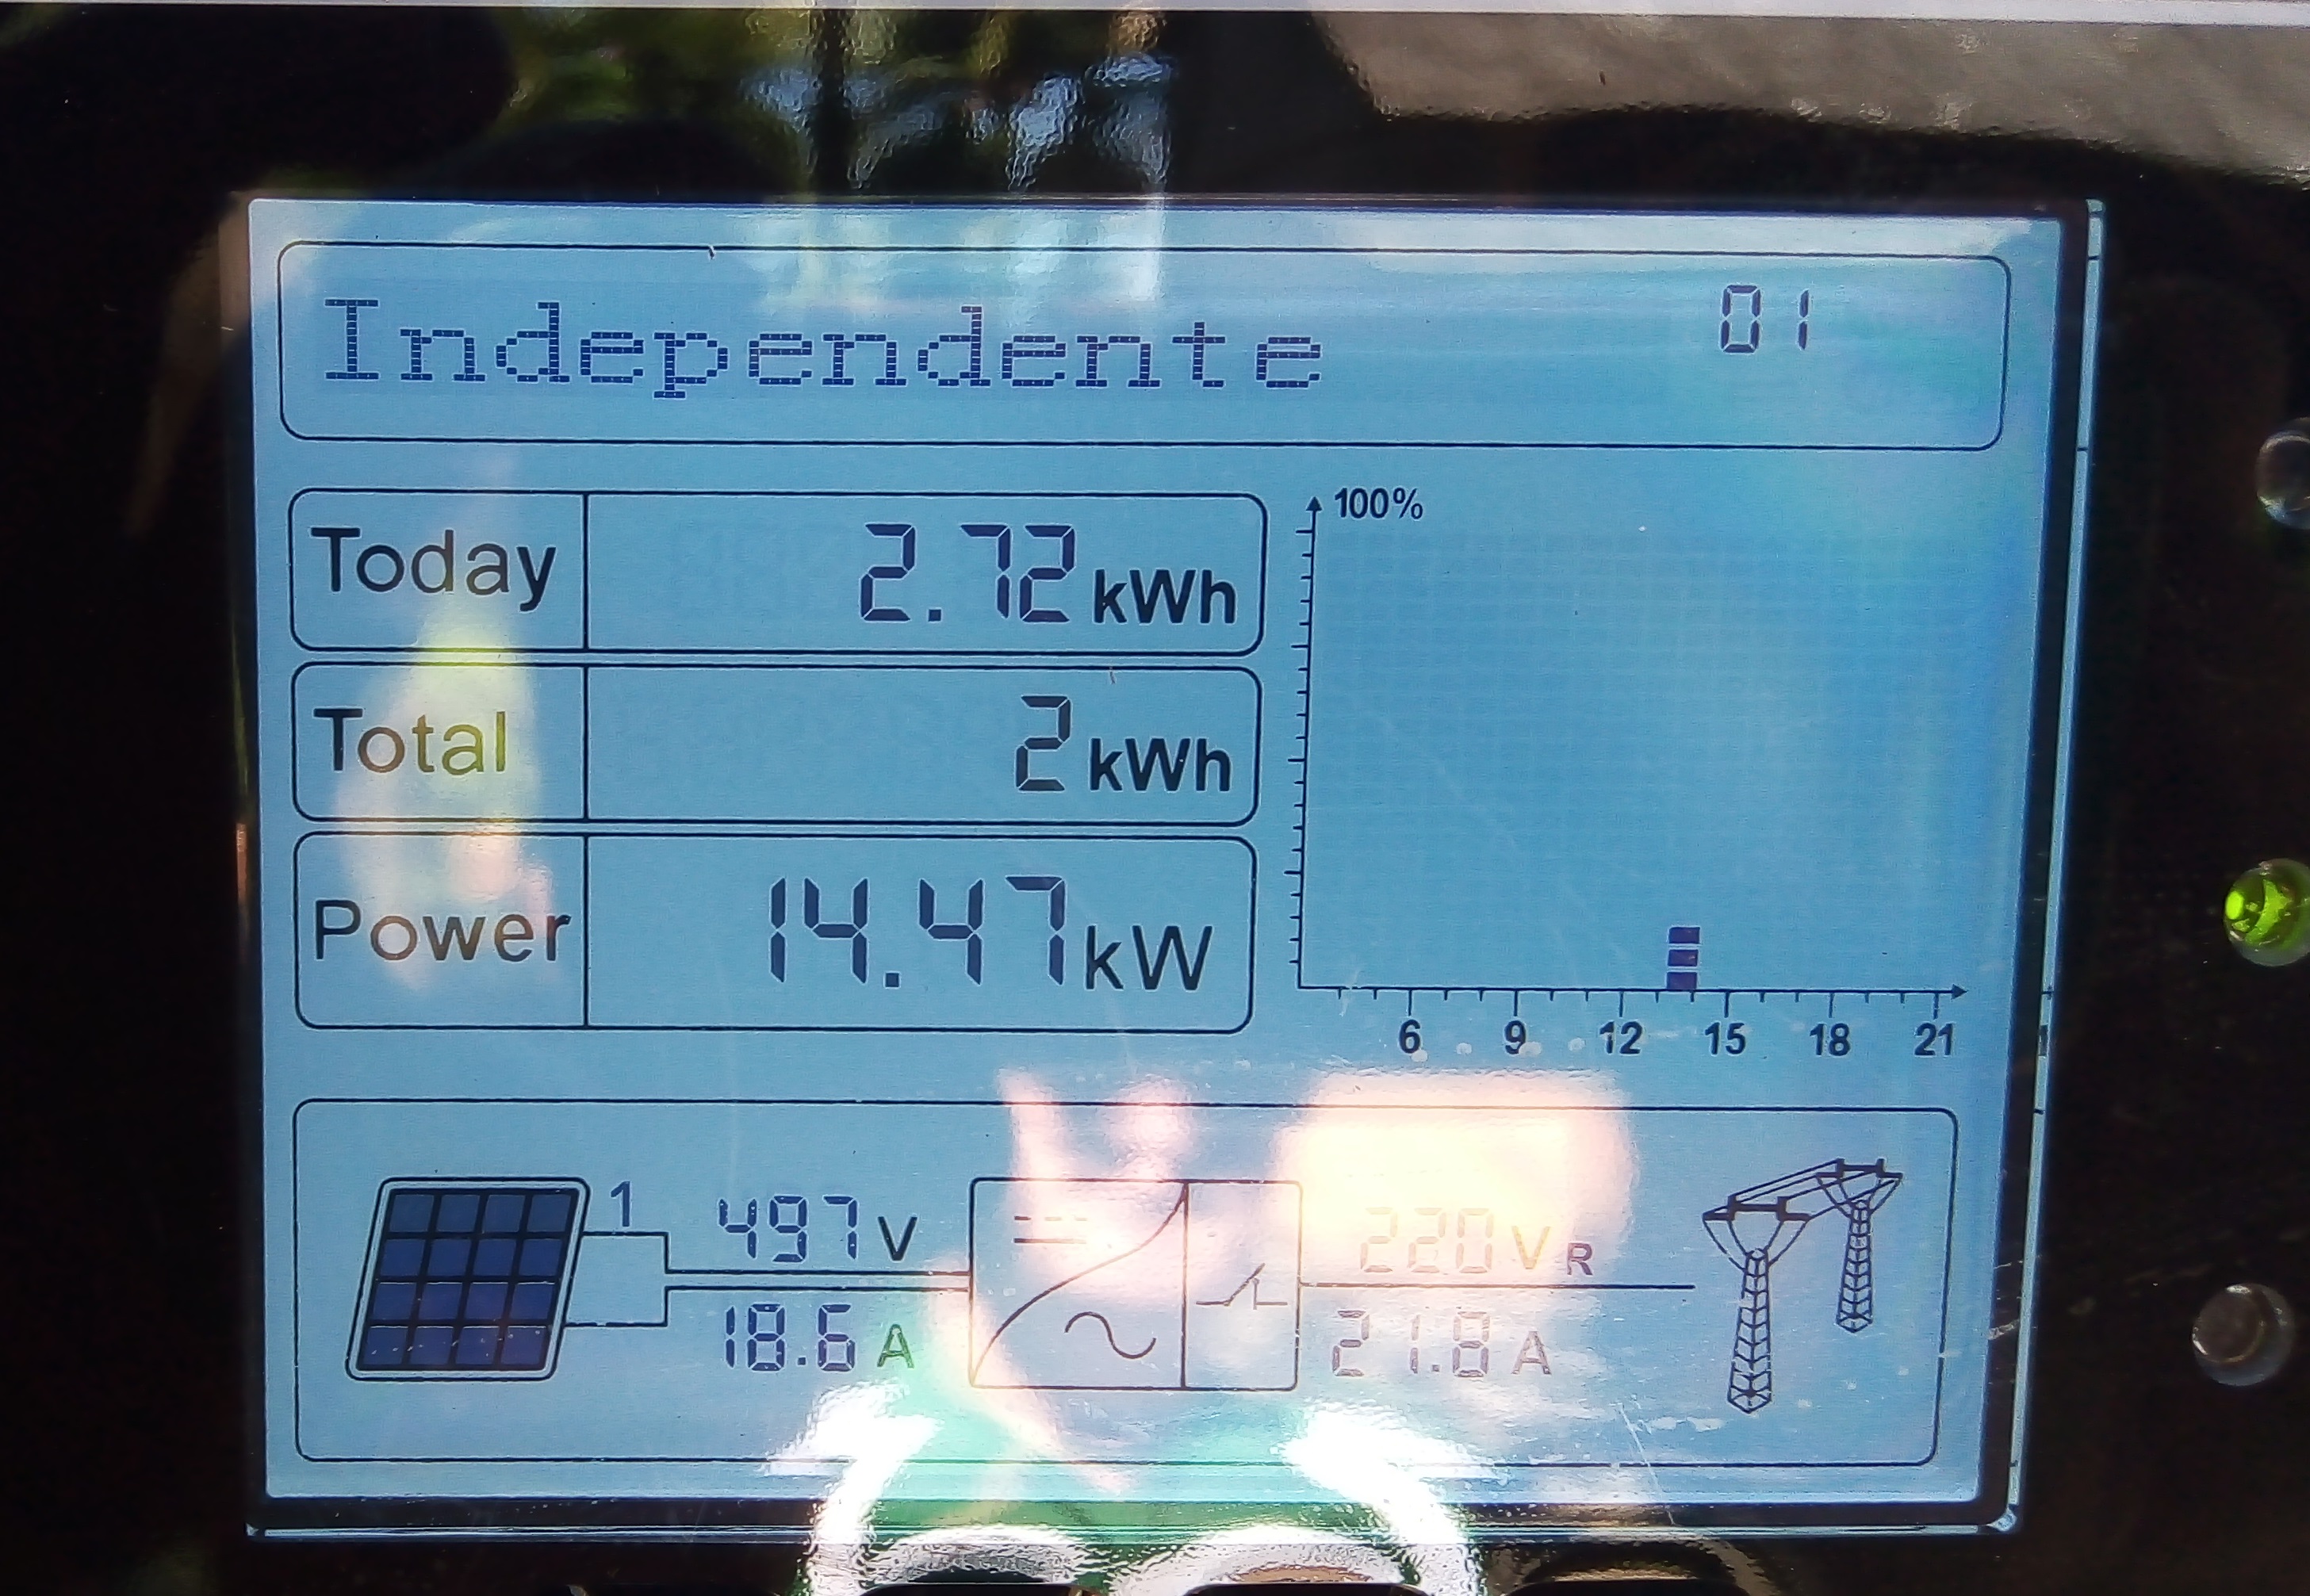 Independente 01
Today 2.72 kWh
Total 2 kWh
Power 14.47 kW
100%
6 9 12 15 18 21
1 497 V 220 V R
18.6 A 21.8 A